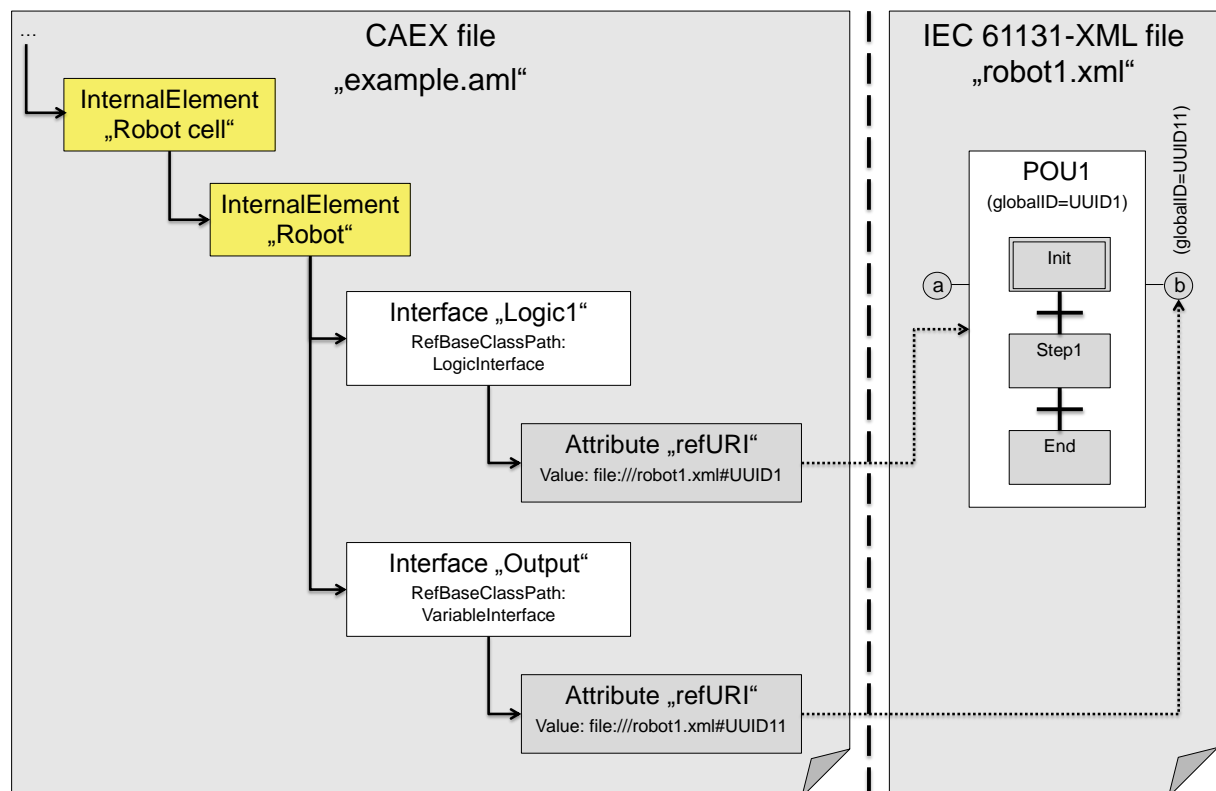 ...
CAEX file
„example.aml“
InternalElement
„Robot cell“
InternalElement
„Robot“
Interface „Logic1“
RefBaseClassPath:
LogicInterface
Attribute „refURI“
Value: file:///robot1.xml#UUID1
Interface „Output“
RefBaseClassPath:
VariableInterface
Attribute „refURI“
Value: file:///robot1.xml#UUID11
IEC 61131-XML file
„robot1.xml“
(globalID=UUID11)
POU1
(globalID=UUID1)
Init
a
b
Step1
End